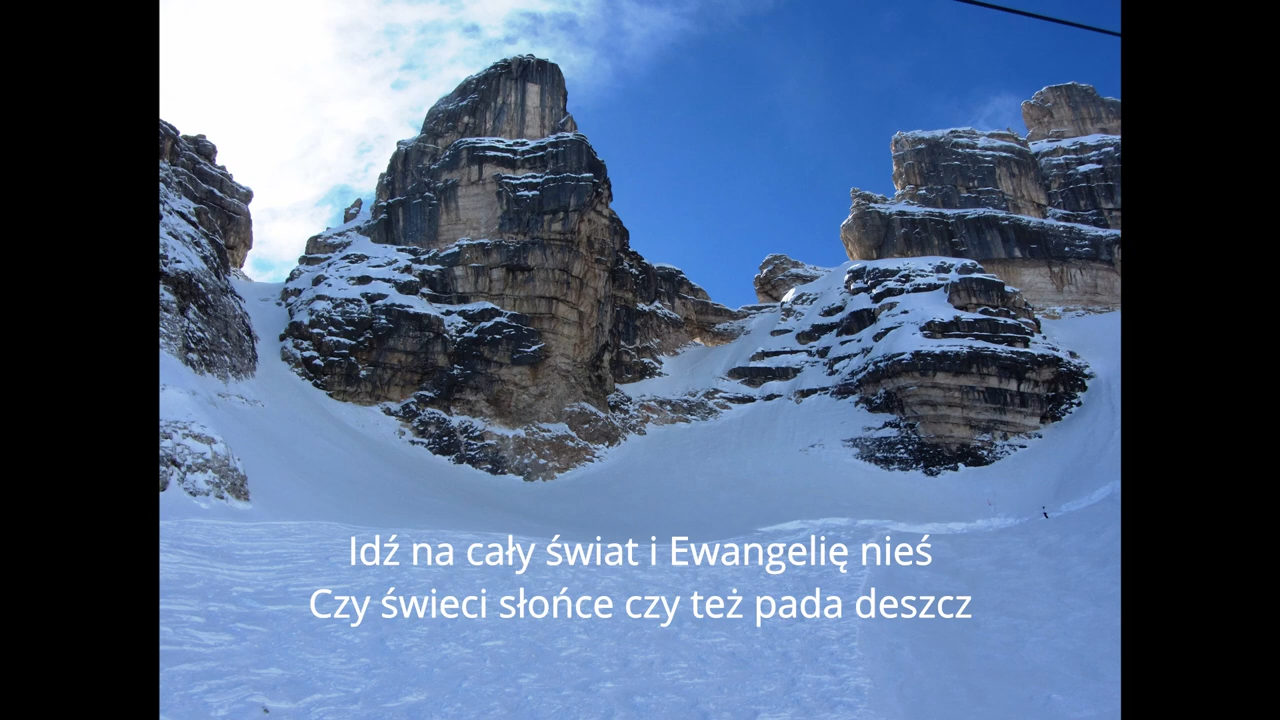 Idź na cały świat i Ewangelię nieś
Czy świeci słońce czy też pada deszcz